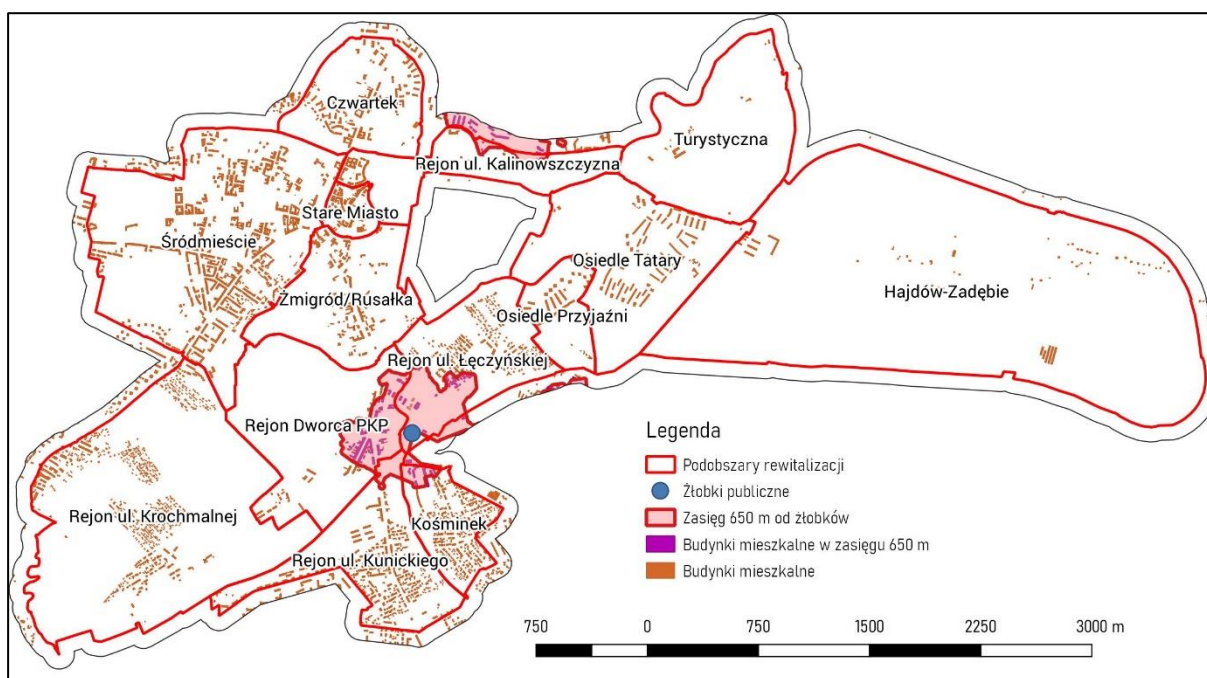 Czwartek
Turystyczna
Rejon ul. Kalinowszczyzna
Stare Miasto
Śródmieście
Osiedle Tatary
Żmigród/Rusałka
Hajdów-Zadębie
Osiedle Przyjaźni
Rejon ul. Łęczyńskiej
Rejon Dworca PKP
Rejon ul. Krochmalnej
Kośminek
Rejon ul. Kunickiego
Legenda
Podobszary rewitalizacji
Żłobki publiczne
Zasięg 650 m od żłobków
Budynki mieszkalne w zasięgu 650 m
Budynki mieszkalne
750 0 750 1500 2250 3000 m